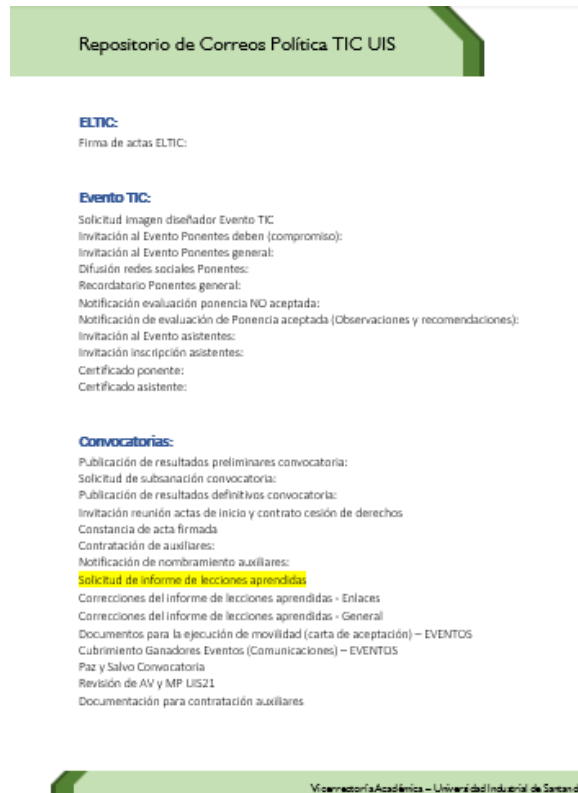 Repositorio de Correos Política TIC UIS
ELTIC:
Firma de actas ELTIC:
Evento TIC:
Solicitud imagen diseñador Evento TIC
Invitación al Evento Ponentes deben (compromiso):
Invitación al Evento Ponentes general:
Difusión redes sociales Ponentes:
Recordatorio Ponentes general:
Notificación evaluación ponencia NO aceptada:
Notificación de evaluación de Ponencia aceptada (Observaciones y recomendaciones):
Invitación al Evento asistentes:
Invitación inscripción asistentes:
Certificado ponente:
Certificado asistente:
Convocatorias:
Publicación de resultados preliminares convocatoria:
Solicitud de subsanación convocatoria:
Publicación de resultados definitivos convocatoria:
Invitación reunión actas de inicio y contrato cesión de derechos
Constancia de acta firmada
Contratación de auxiliares:
Notificación de nombramiento auxiliares:
Solicitud de informe de lecciones aprendidas
Correcciones del informe de lecciones aprendidas - Enlaces
Correcciones del informe de lecciones aprendidas - General
Documentos para la ejecución de movilidad (carta de aceptación) – EVENTOS
Cubrimiento Ganadores Eventos (Comunicaciones) – EVENTOS
Paz y Salvo Convocatoria
Revisión de AV y MP UIS21
Documentación para contratación auxiliares
Vicerrectoría Académica – Universidad Industrial de Santand